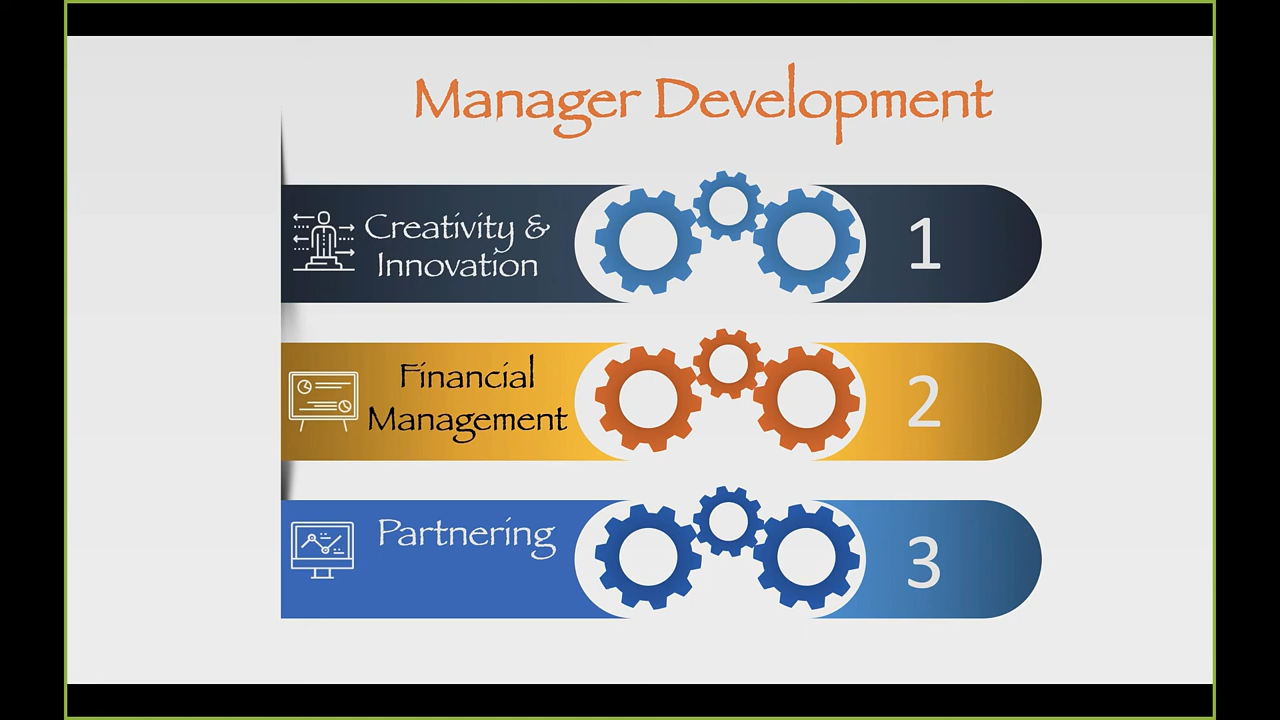 Manager Development
Creativity &
Innovation
1
Financial
Management
2
Partnering
3